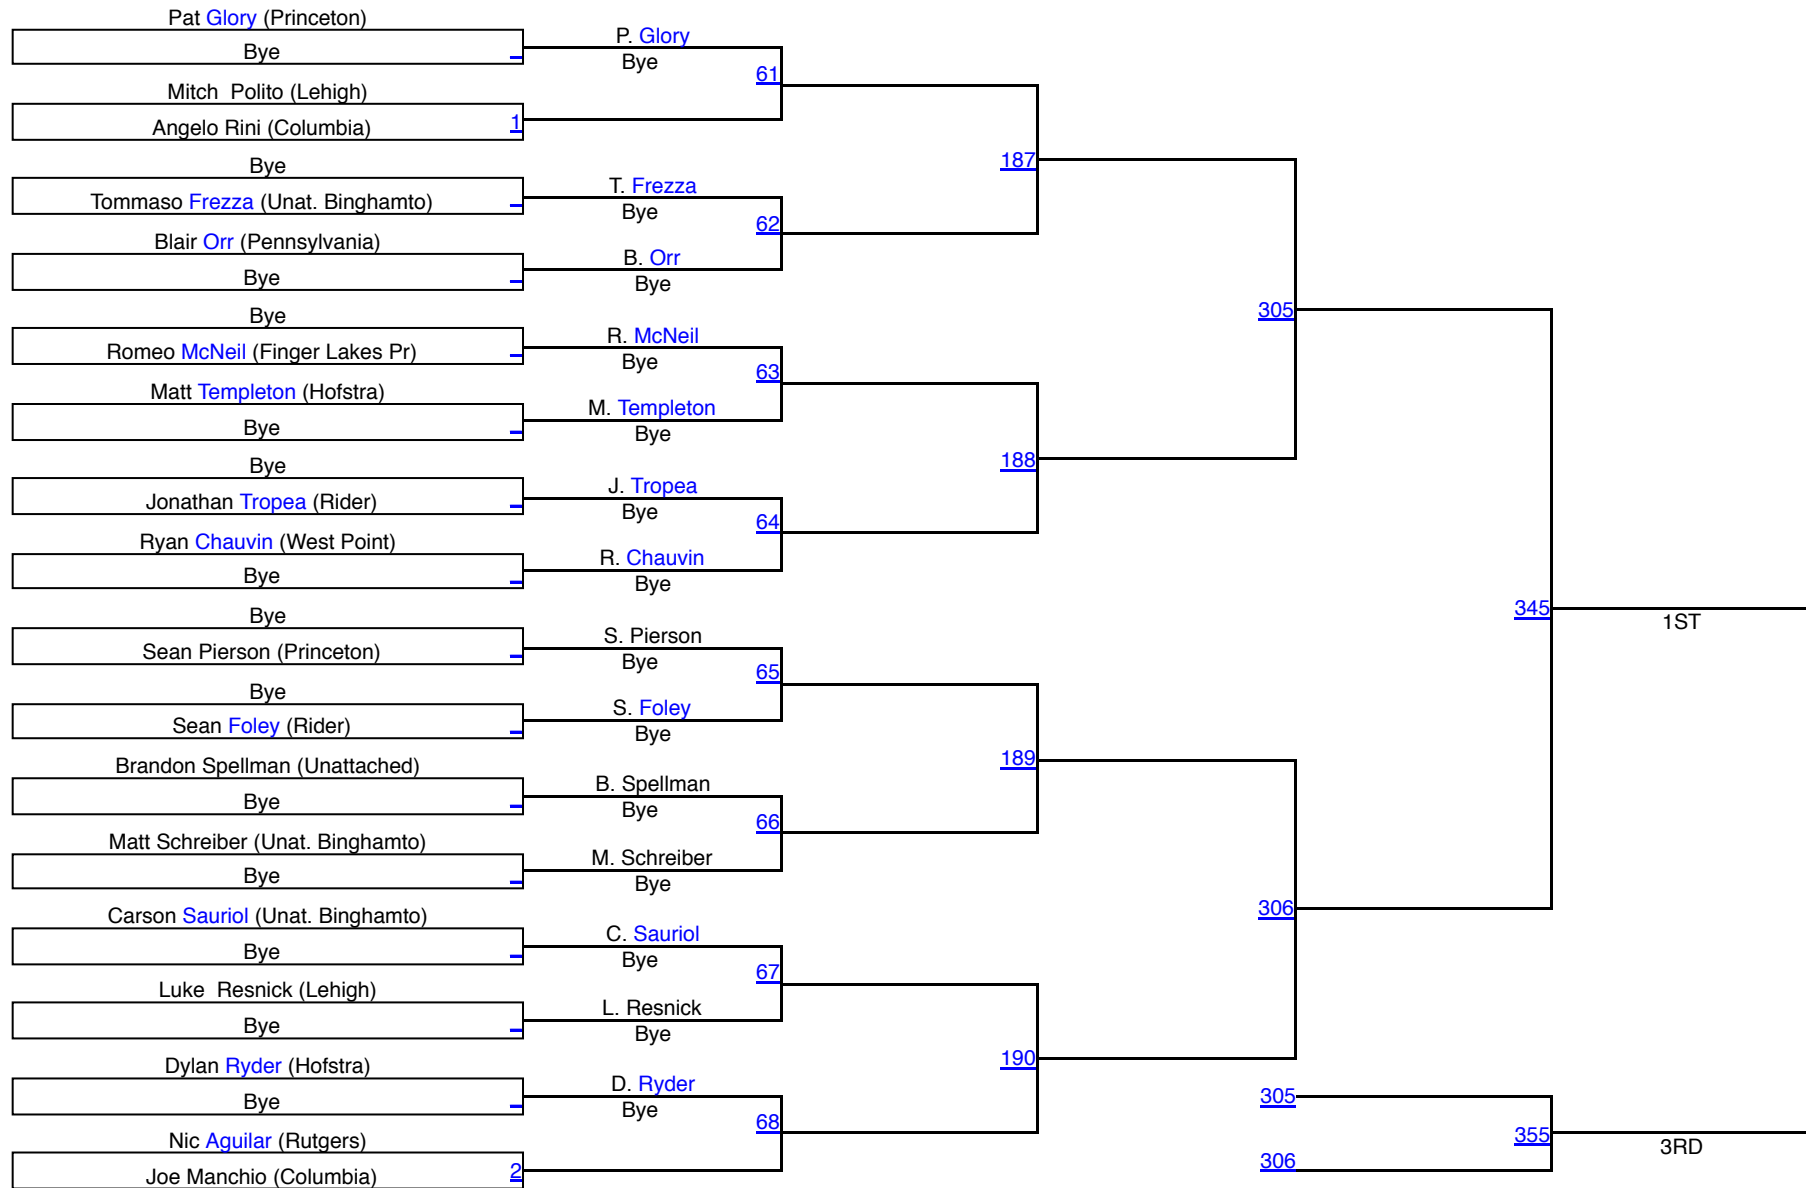 Pat Glory (Princeton)
Bye
P. Glory
Bye
61
Mitch Polito (Lehigh)
Angelo Rini (Columbia)
1
187
Bye
Tommaso Frezza (Unat. Binghamto)
T. Frezza
Bye
62
Blair Orr (Pennsylvania)
Bye
B. Orr
Bye
305
Bye
Romeo McNeil (Finger Lakes Pr)
R. McNeil
Bye
63
Matt Templeton (Hofstra)
Bye
M. Templeton
Bye
188
Bye
Jonathan Tropea (Rider)
J. Tropea
Bye
64
Ryan Chauvin (West Point)
Bye
R. Chauvin
Bye
345
1ST
Bye
Sean Pierson (Princeton)
S. Pierson
Bye
65
Bye
Sean Foley (Rider)
S. Foley
Bye
189
Brandon Spellman (Unattached)
Bye
B. Spellman
Bye
66
Matt Schreiber (Unat. Binghamto)
Bye
M. Schreiber
Bye
306
Carson Sauriol (Unat. Binghamto)
Bye
C. Sauriol
Bye
67
Luke Resnick (Lehigh)
Bye
L. Resnick
Bye
190
Dylan Ryder (Hofstra)
Bye
D. Ryder
Bye
68
Nic Aguilar (Rutgers)
Joe Manchio (Columbia)
2
305
355
3RD
306